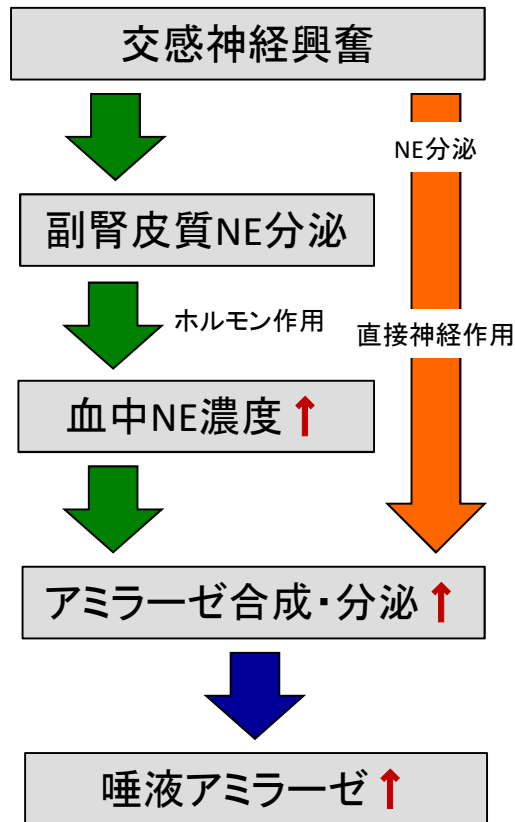 交感神経興奮
NE分泌
副腎皮質NE分泌
ホルモン作用
直接神経作用
血中NE濃度↑
アミラーゼ合成・分泌↑
唾液アミラーゼ↑